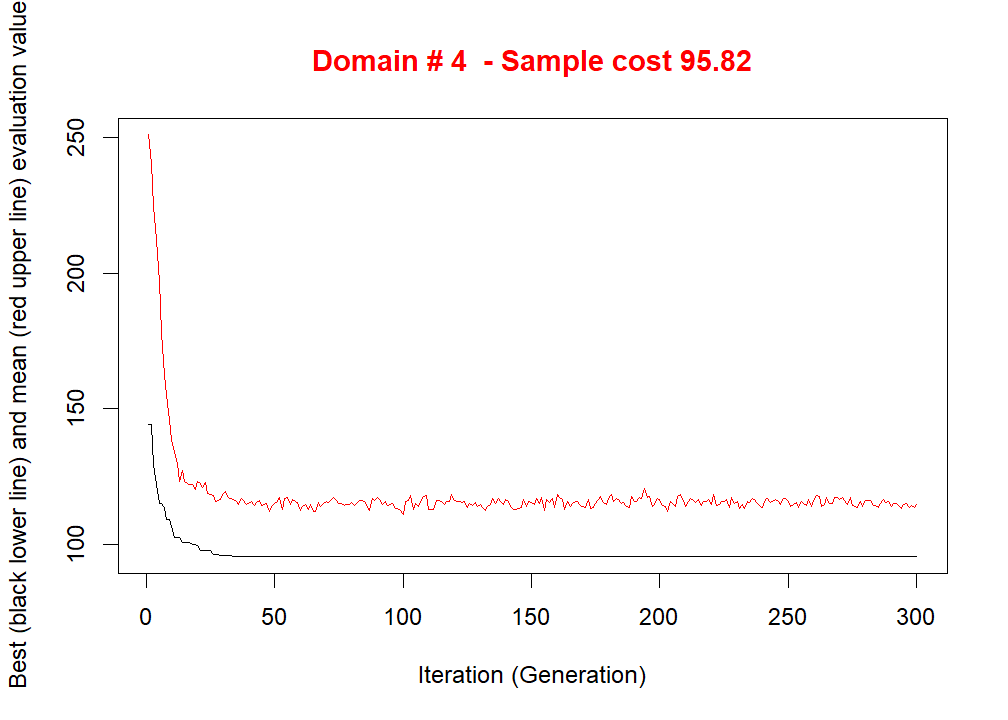 Domain # 4  - Sample cost 95.82
Best (black lower line) and mean (red upper line) evaluation value
250
200
150
100
0 50 100 150 200 250 300
Iteration (Generation)